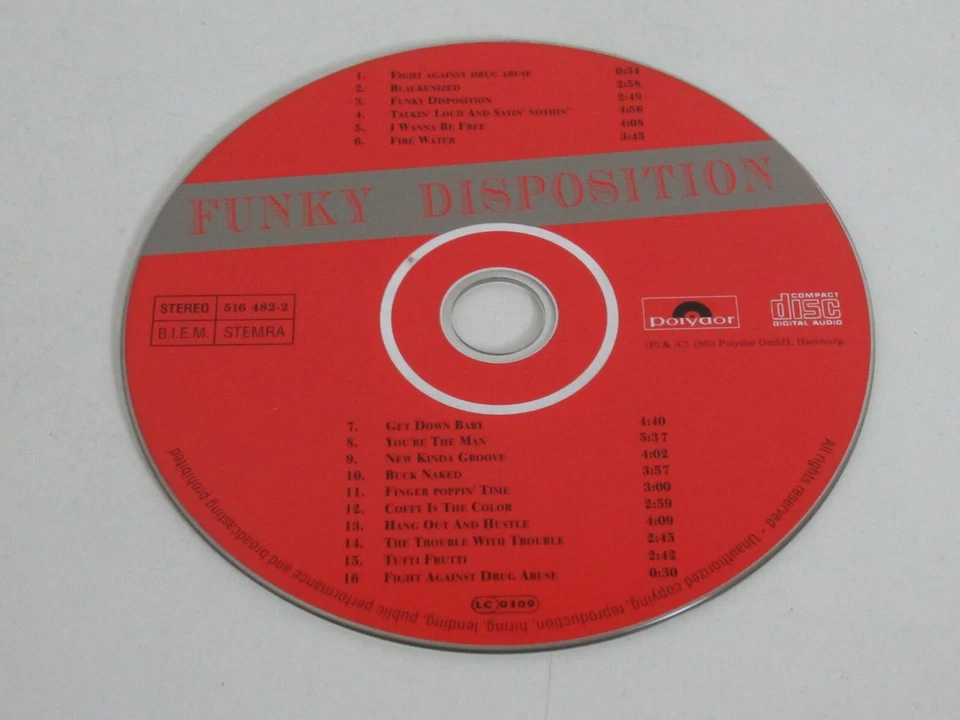 1. FIGHT AGAINST DRUG ABUSE 0:34
2. BLACKENIZED 2:58
3. FUNKY DISPOSITION 2:49
4. TALKIN' LOUD AND SAYIN' NOTHIN' 4:56
5. I WANNA BE FREE 4:08
6. FIRE WATER 3:45
FUNKY DISPOSITION
STEREO 516 482-2
B.I.E.M. STEMRA
polydor
COMPACT
disc
DIGITAL AUDIO
(P) & (C) 1993 Polydor GmbH, Hamburg
7. GET DOWN BABY 4:40
8. YOU'RE THE MAN 5:37
9. NEW KINDA GROOVE 4:02
10. BUCK NAKED 3:57
11. FINGER POPPIN' TIME 3:00
12. COFFY IS THE COLOR 2:59
13. HANG OUT AND HUSTLE 4:09
14. THE TROUBLE WITH TROUBLE 2:45
15. TUTTI FRUTTI 2:42
16 FIGHT AGAINST DRUG ABUSE 0:30
LC 0309
All rights reserved · Unauthorized copying, reproduction, hiring, lending, public performance and broadcasting prohibited